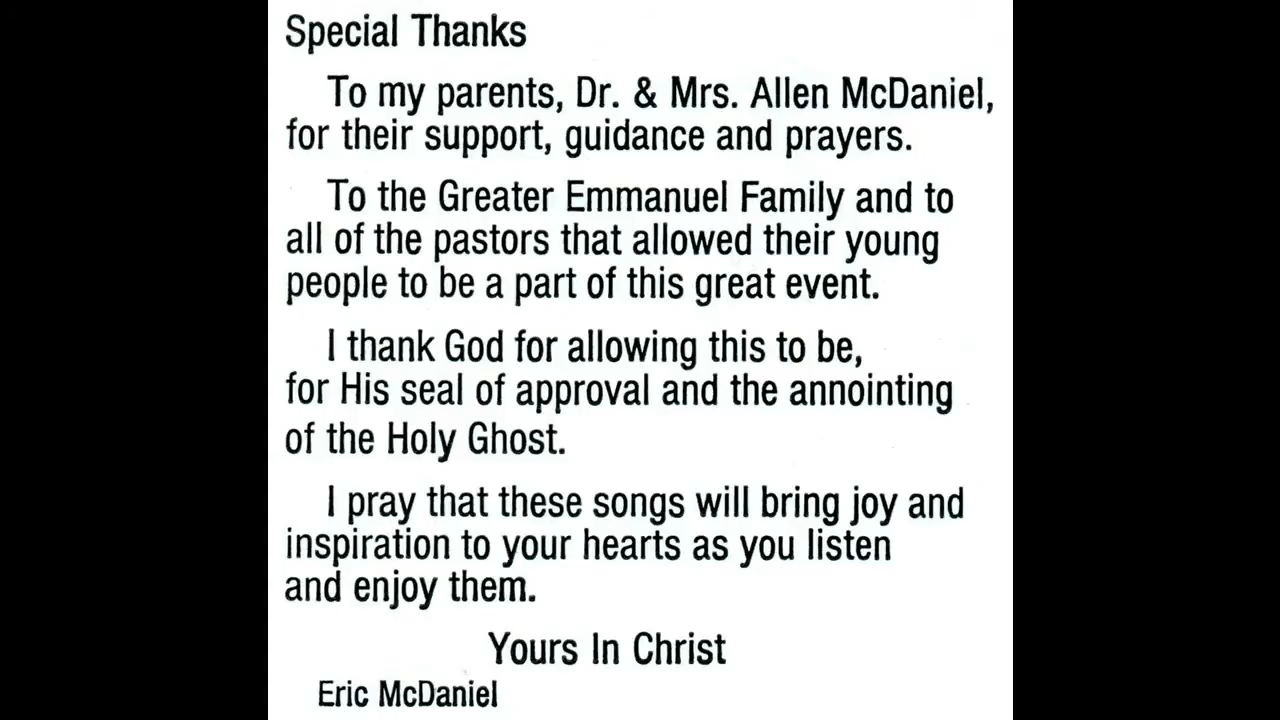 Special Thanks
To my parents, Dr. & Mrs. Allen McDaniel,
for their support, guidance and prayers.
To the Greater Emmanuel Family and to
all of the pastors that allowed their young
people to be a part of this great event.
I thank God for allowing this to be,
for His seal of approval and the annointing
of the Holy Ghost.
I pray that these songs will bring joy and
inspiration to your hearts as you listen
and enjoy them.
Yours In Christ
Eric McDaniel